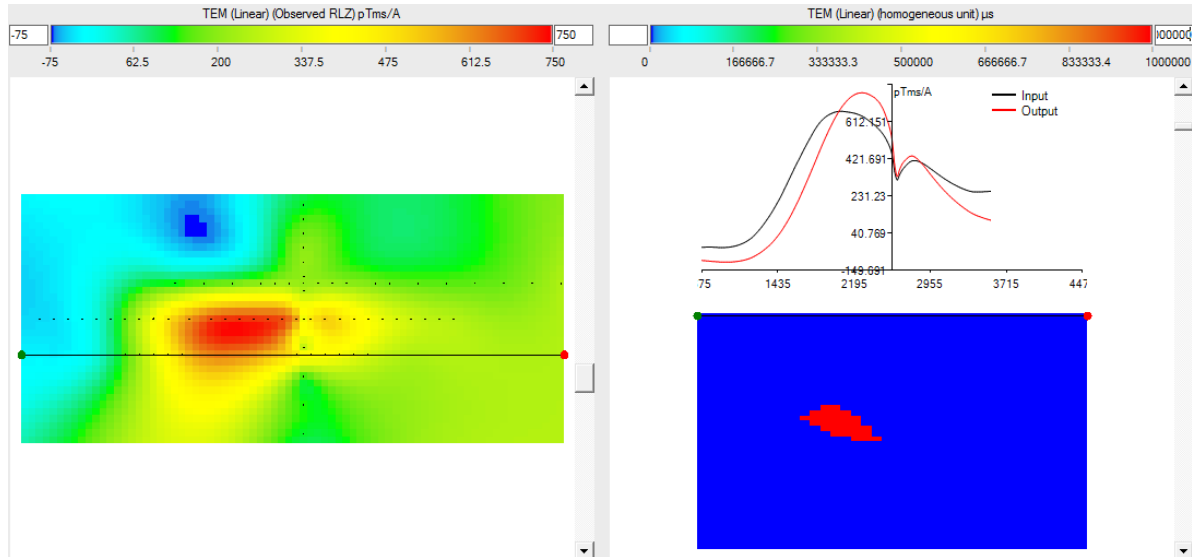 TEM (Linear) (Observed RLZ) pTms/A
-75 750
-75 62.5 200 337.5 475 612.5 750
TEM (Linear) (homogeneous unit) µs
0 166666.7 333333.3 500000 666666.7 833333.4 1000000
pTms/A
Input
Output
612.151
421.691
231.23
40.769
-149.691
75 1435 2195 2955 3715 447